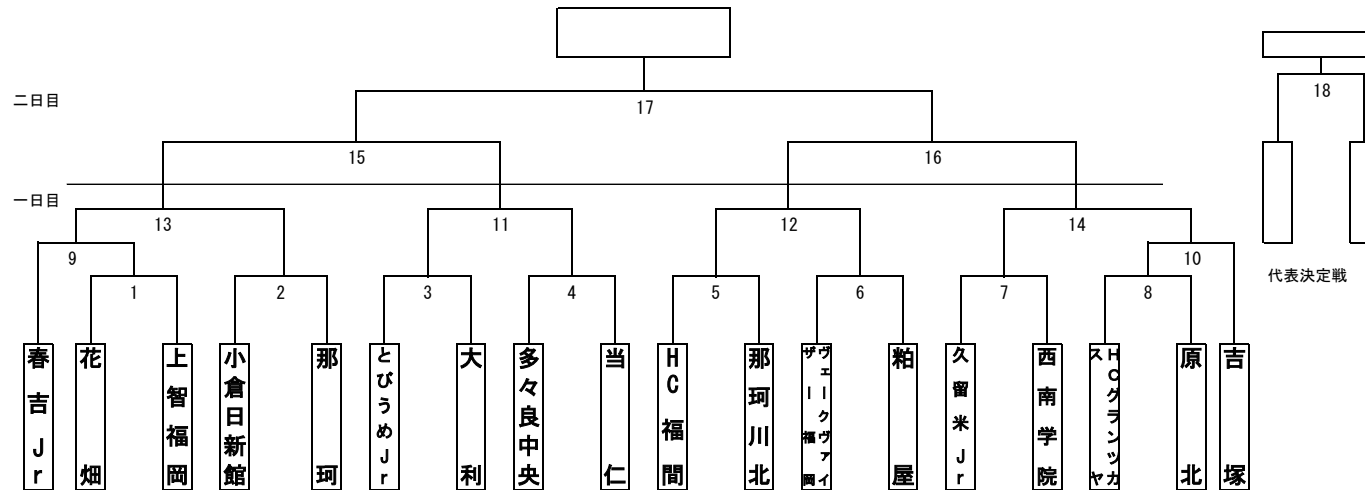 二日目
17
18
15
16
一日目
13
11
12
14
9
10
1
2
3
4
5
6
7
8
代表決定戦
春吉Jr
花畑
上智福岡
小倉日新館
那珂
とびうめJr
大利
多々良中央
当仁
HC福間
那珂川北
ヴェークヴァイ
ザー福岡
粕屋
久留米Jr
西南学院
HCグランツカ
スヤ
原北
吉塚